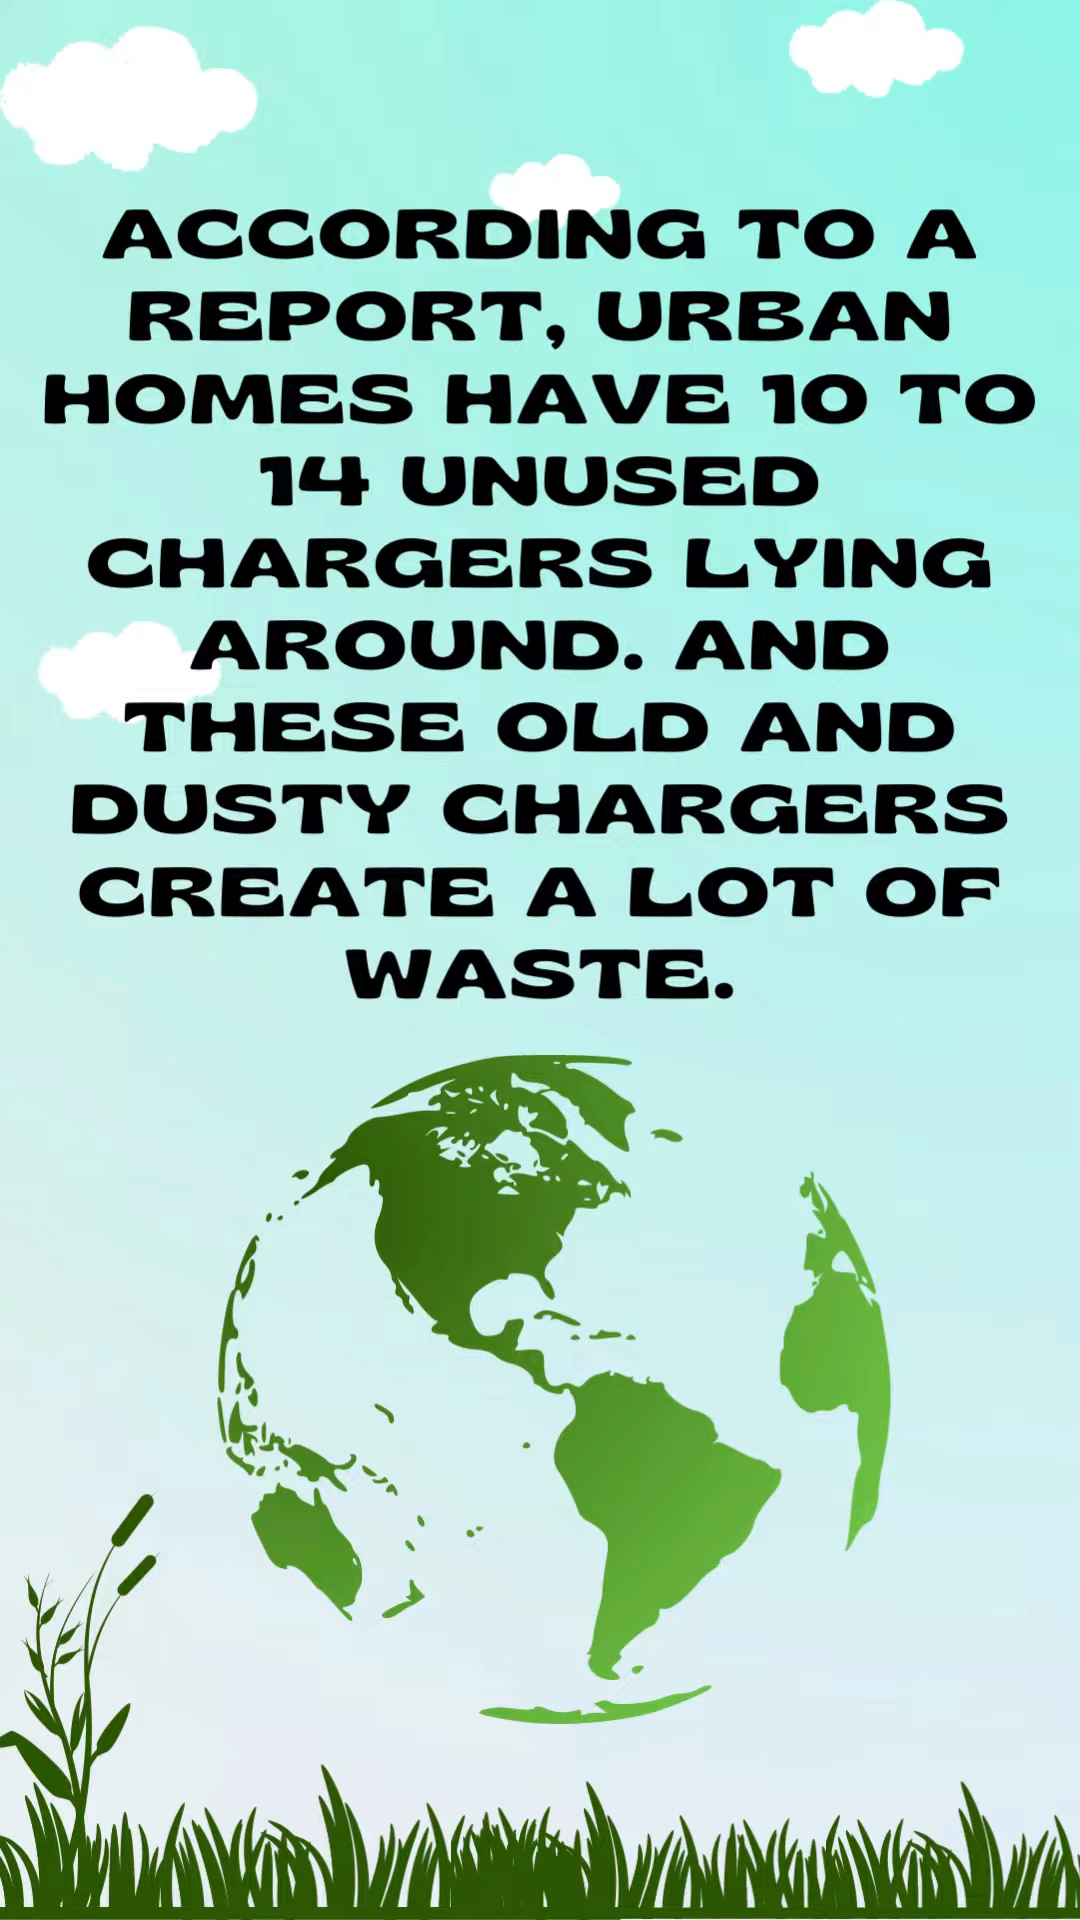 ACCORDING TO A
REPORT, URBAN
HOMES HAVE 10 TO
14 UNUSED
CHARGERS LYING
AROUND. AND
THESE OLD AND
DUSTY CHARGERS
CREATE A LOT OF
WASTE.